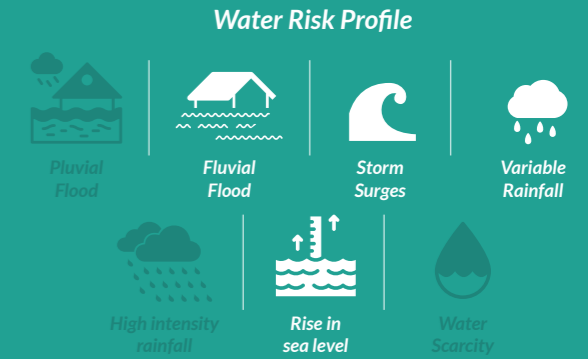 Water Risk Profile
Pluvial
Flood
Fluvial
Flood
Storm
Surges
Variable
Rainfall
High intensity
rainfall
Rise in
sea level
Water
Scarcity